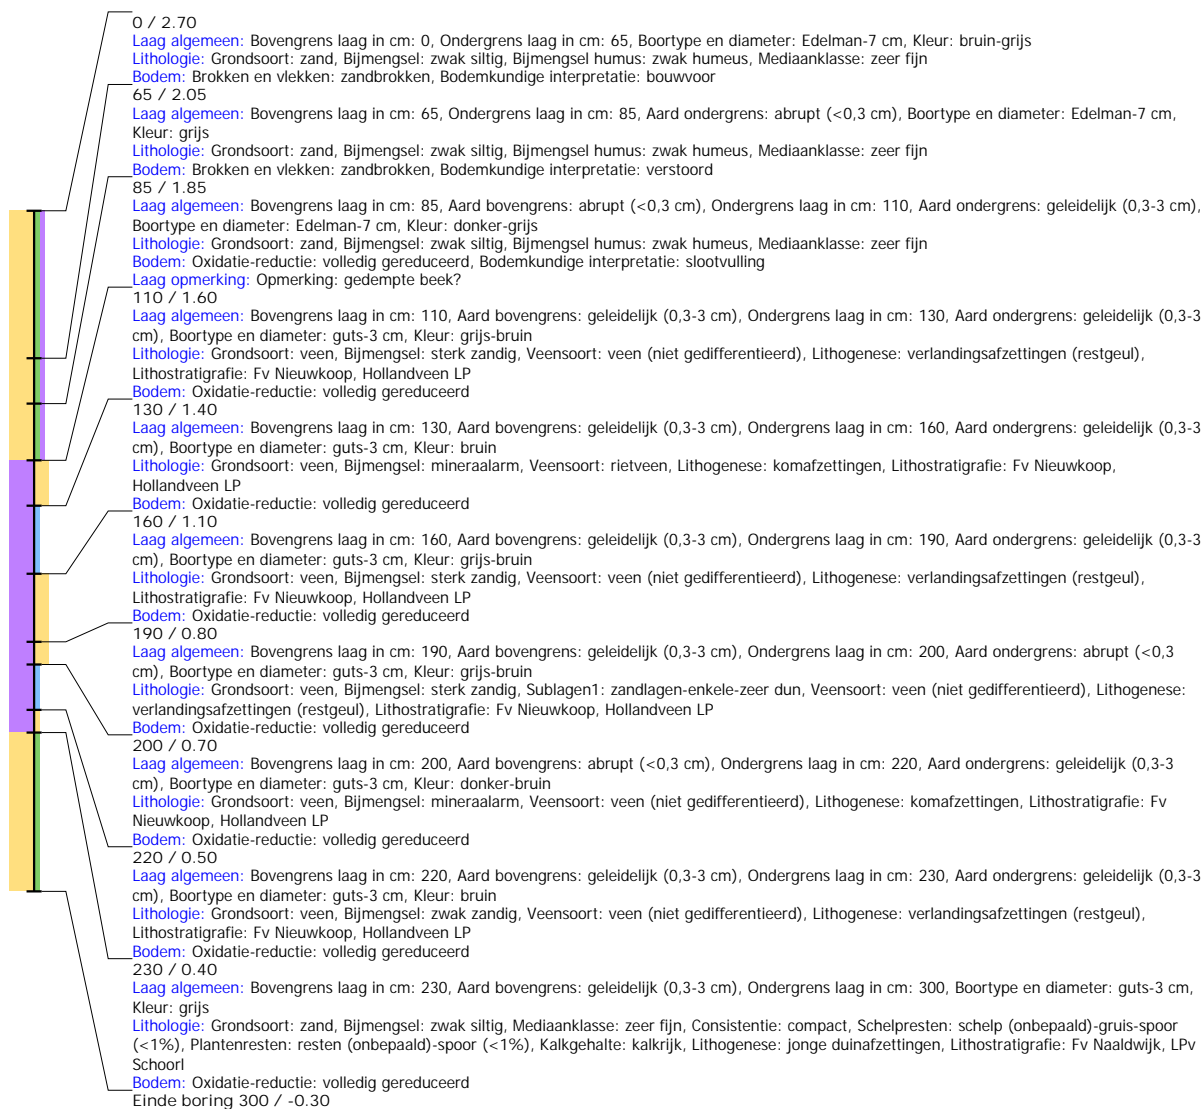 0 / 2.70
Laag algemeen: Bovengrens laag in cm: 0, Ondergrens laag in cm: 65, Boortype en diameter: Edelman-7 cm, Kleur: bruin-grijs
Lithologie: Grondsoort: zand, Bijmengsel: zwak siltig, Bijmengsel humus: zwak humeus, Mediaanklasse: zeer fijn
Bodem: Brokken en vlekken: zandbrokken, Bodemkundige interpretatie: bouwvoor
65 / 2.05
Laag algemeen: Bovengrens laag in cm: 65, Ondergrens laag in cm: 85, Aard ondergrens: abrupt (<0,3 cm), Boortype en diameter: Edelman-7 cm,
Kleur: grijs
Lithologie: Grondsoort: zand, Bijmengsel: zwak siltig, Bijmengsel humus: zwak humeus, Mediaanklasse: zeer fijn
Bodem: Brokken en vlekken: zandbrokken, Bodemkundige interpretatie: verstoord
85 / 1.85
Laag algemeen: Bovengrens laag in cm: 85, Aard bovengrens: abrupt (<0,3 cm), Ondergrens laag in cm: 110, Aard ondergrens: geleidelijk (0,3-3 cm),
Boortype en diameter: Edelman-7 cm, Kleur: donker-grijs
Lithologie: Grondsoort: zand, Bijmengsel: zwak siltig, Bijmengsel humus: zwak humeus, Mediaanklasse: zeer fijn
Bodem: Oxidatie-reductie: volledig gereduceerd, Bodemkundige interpretatie: slootvulling
Laag opmerking: Opmerking: gedempte beek?
110 / 1.60
Laag algemeen: Bovengrens laag in cm: 110, Aard bovengrens: geleidelijk (0,3-3 cm), Ondergrens laag in cm: 130, Aard ondergrens: geleidelijk (0,3-3
cm), Boortype en diameter: guts-3 cm, Kleur: grijs-bruin
Lithologie: Grondsoort: veen, Bijmengsel: sterk zandig, Veensoort: veen (niet gedifferentieerd), Lithogenese: verlandingsafzettingen (restgeul),
Lithostratigrafie: Fv Nieuwkoop, Hollandveen LP
Bodem: Oxidatie-reductie: volledig gereduceerd
130 / 1.40
Laag algemeen: Bovengrens laag in cm: 130, Aard bovengrens: geleidelijk (0,3-3 cm), Ondergrens laag in cm: 160, Aard ondergrens: geleidelijk (0,3-3
cm), Boortype en diameter: guts-3 cm, Kleur: bruin
Lithologie: Grondsoort: veen, Bijmengsel: mineraalarm, Veensoort: rietveen, Lithogenese: komafzettingen, Lithostratigrafie: Fv Nieuwkoop,
Hollandveen LP
Bodem: Oxidatie-reductie: volledig gereduceerd
160 / 1.10
Laag algemeen: Bovengrens laag in cm: 160, Aard bovengrens: geleidelijk (0,3-3 cm), Ondergrens laag in cm: 190, Aard ondergrens: geleidelijk (0,3-3
cm), Boortype en diameter: guts-3 cm, Kleur: grijs-bruin
Lithologie: Grondsoort: veen, Bijmengsel: sterk zandig, Veensoort: veen (niet gedifferentieerd), Lithogenese: verlandingsafzettingen (restgeul),
Lithostratigrafie: Fv Nieuwkoop, Hollandveen LP
Bodem: Oxidatie-reductie: volledig gereduceerd
190 / 0.80
Laag algemeen: Bovengrens laag in cm: 190, Aard bovengrens: geleidelijk (0,3-3 cm), Ondergrens laag in cm: 200, Aard ondergrens: abrupt (<0,3
cm), Boortype en diameter: guts-3 cm, Kleur: grijs-bruin
Lithologie: Grondsoort: veen, Bijmengsel: sterk zandig, Sublagen1: zandlagen-enkele-zeer dun, Veensoort: veen (niet gedifferentieerd), Lithogenese:
verlandingsafzettingen (restgeul), Lithostratigrafie: Fv Nieuwkoop, Hollandveen LP
Bodem: Oxidatie-reductie: volledig gereduceerd
200 / 0.70
Laag algemeen: Bovengrens laag in cm: 200, Aard bovengrens: abrupt (<0,3 cm), Ondergrens laag in cm: 220, Aard ondergrens: geleidelijk (0,3-3
cm), Boortype en diameter: guts-3 cm, Kleur: donker-bruin
Lithologie: Grondsoort: veen, Bijmengsel: mineraalarm, Veensoort: veen (niet gedifferentieerd), Lithogenese: komafzettingen, Lithostratigrafie: Fv
Nieuwkoop, Hollandveen LP
Bodem: Oxidatie-reductie: volledig gereduceerd
220 / 0.50
Laag algemeen: Bovengrens laag in cm: 220, Aard bovengrens: geleidelijk (0,3-3 cm), Ondergrens laag in cm: 230, Aard ondergrens: geleidelijk (0,3-3
cm), Boortype en diameter: guts-3 cm, Kleur: bruin
Lithologie: Grondsoort: veen, Bijmengsel: zwak zandig, Veensoort: veen (niet gedifferentieerd), Lithogenese: verlandingsafzettingen (restgeul),
Lithostratigrafie: Fv Nieuwkoop, Hollandveen LP
Bodem: Oxidatie-reductie: volledig gereduceerd
230 / 0.40
Laag algemeen: Bovengrens laag in cm: 230, Aard bovengrens: geleidelijk (0,3-3 cm), Ondergrens laag in cm: 300, Boortype en diameter: guts-3 cm,
Kleur: grijs
Lithologie: Grondsoort: zand, Bijmengsel: zwak siltig, Mediaanklasse: zeer fijn, Consistentie: compact, Schelpresten: schelp (onbepaald)-gruis-spoor
(<1%), Plantenresten: resten (onbepaald)-spoor (<1%), Kalkgehalte: kalkrijk, Lithogenese: jonge duinafzettingen, Lithostratigrafie: Fv Naaldwijk, LPv
Schoorl
Bodem: Oxidatie-reductie: volledig gereduceerd
Einde boring 300 / -0.30